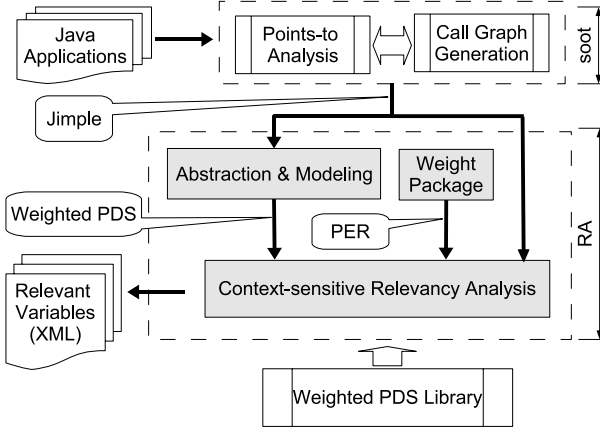 Java
Applications
Points-to
Analysis
Call Graph
Generation
soot
Jimple
Abstraction & Modeling
Weight
Package
Weighted PDS
PER
RA
Relevant
Variables
(XML)
Context-sensitive Relevancy Analysis
Weighted PDS Library